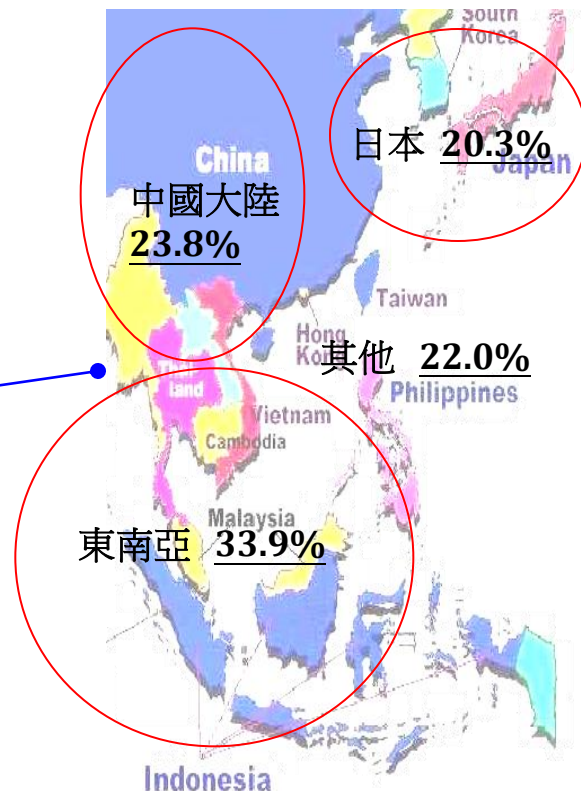 South
Korea
日本 20.3%
Japan
China
中國大陸
23.8%
Taiwan
Hong
Kong
其他 22.0%
land
Philippines
Vietnam
Cambodia
Malaysia
東南亞 33.9%
Indonesia